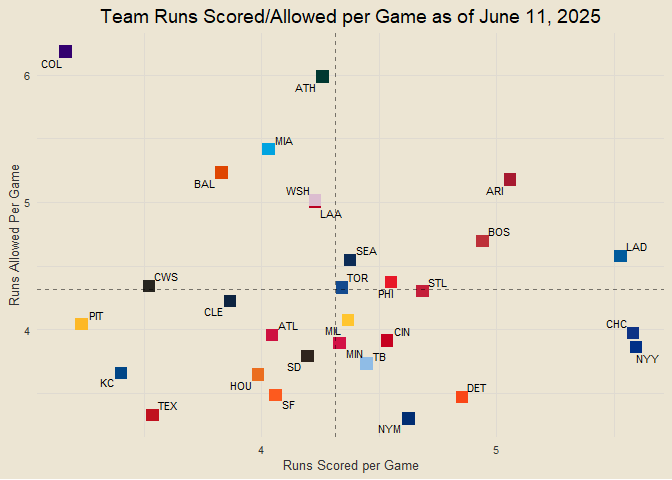 Team Runs Scored/Allowed per Game as of June 11, 2025
COL
6
ATH
MIA
BAL
WSH
ARI
5
LAA
BOS
SEA
LAD
CWS
TOR
STL
PHI
CLE
PIT
CHC
4
ATL
MIL
CIN
MIN
TB
NYY
SD
KC
HOU
DET
TEX
SF
NYM
Runs Allowed Per Game
4
5
Runs Scored per Game